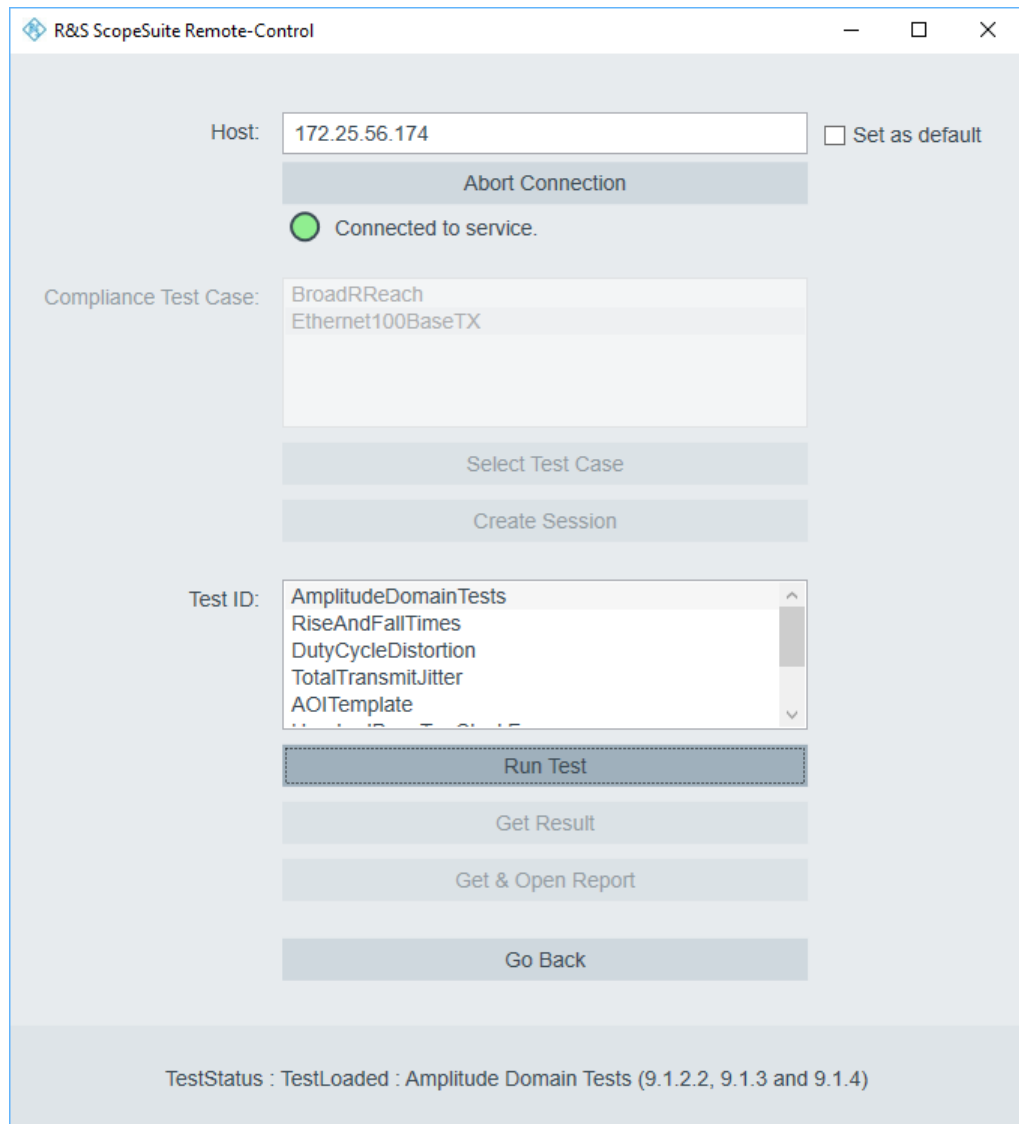 R&S ScopeSuite Remote-Control
Host:
172.25.56.174
Set as default
Abort Connection
Connected to service.
Compliance Test Case:
BroadRReach
Ethernet100BaseTX
Select Test Case
Create Session
Test ID:
AmplitudeDomainTests
RiseAndFallTimes
DutyCycleDistortion
TotalTransmitJitter
AOITemplate
Run Test
Get Result
Get & Open Report
Go Back
TestStatus : TestLoaded : Amplitude Domain Tests (9.1.2.2, 9.1.3 and 9.1.4)